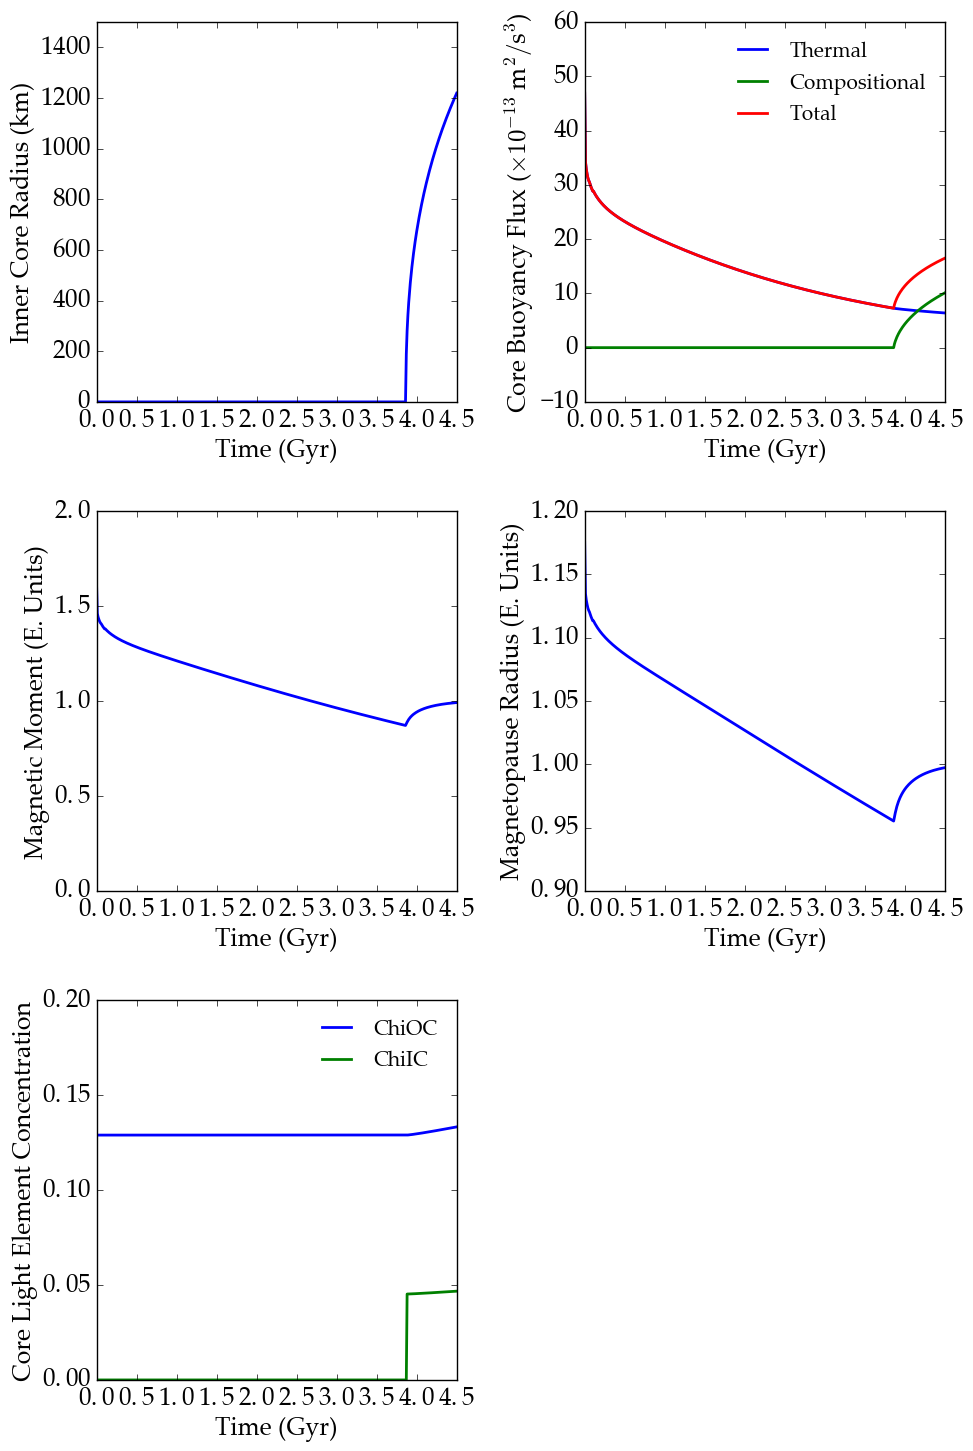 Inner Core Radius (km)
1400
1200
1000
800
600
400
200
0
0.0 0.5 1.0 1.5 2.0 2.5 3.0 3.5 4.0 4.5
Time (Gyr)
Core Buoyancy Flux (×10⁻¹³ m²/s³)
60
50
40
30
20
10
0
−10
Thermal
Compositional
Total
0.0 0.5 1.0 1.5 2.0 2.5 3.0 3.5 4.0 4.5
Time (Gyr)
Magnetic Moment (E. Units)
2.0
1.5
1.0
0.5
0.0
0.0 0.5 1.0 1.5 2.0 2.5 3.0 3.5 4.0 4.5
Time (Gyr)
Magnetopause Radius (E. Units)
1.20
1.15
1.10
1.05
1.00
0.95
0.90
0.0 0.5 1.0 1.5 2.0 2.5 3.0 3.5 4.0 4.5
Time (Gyr)
Core Light Element Concentration
0.20
0.15
0.10
0.05
0.00
ChiOC
ChiIC
0.0 0.5 1.0 1.5 2.0 2.5 3.0 3.5 4.0 4.5
Time (Gyr)